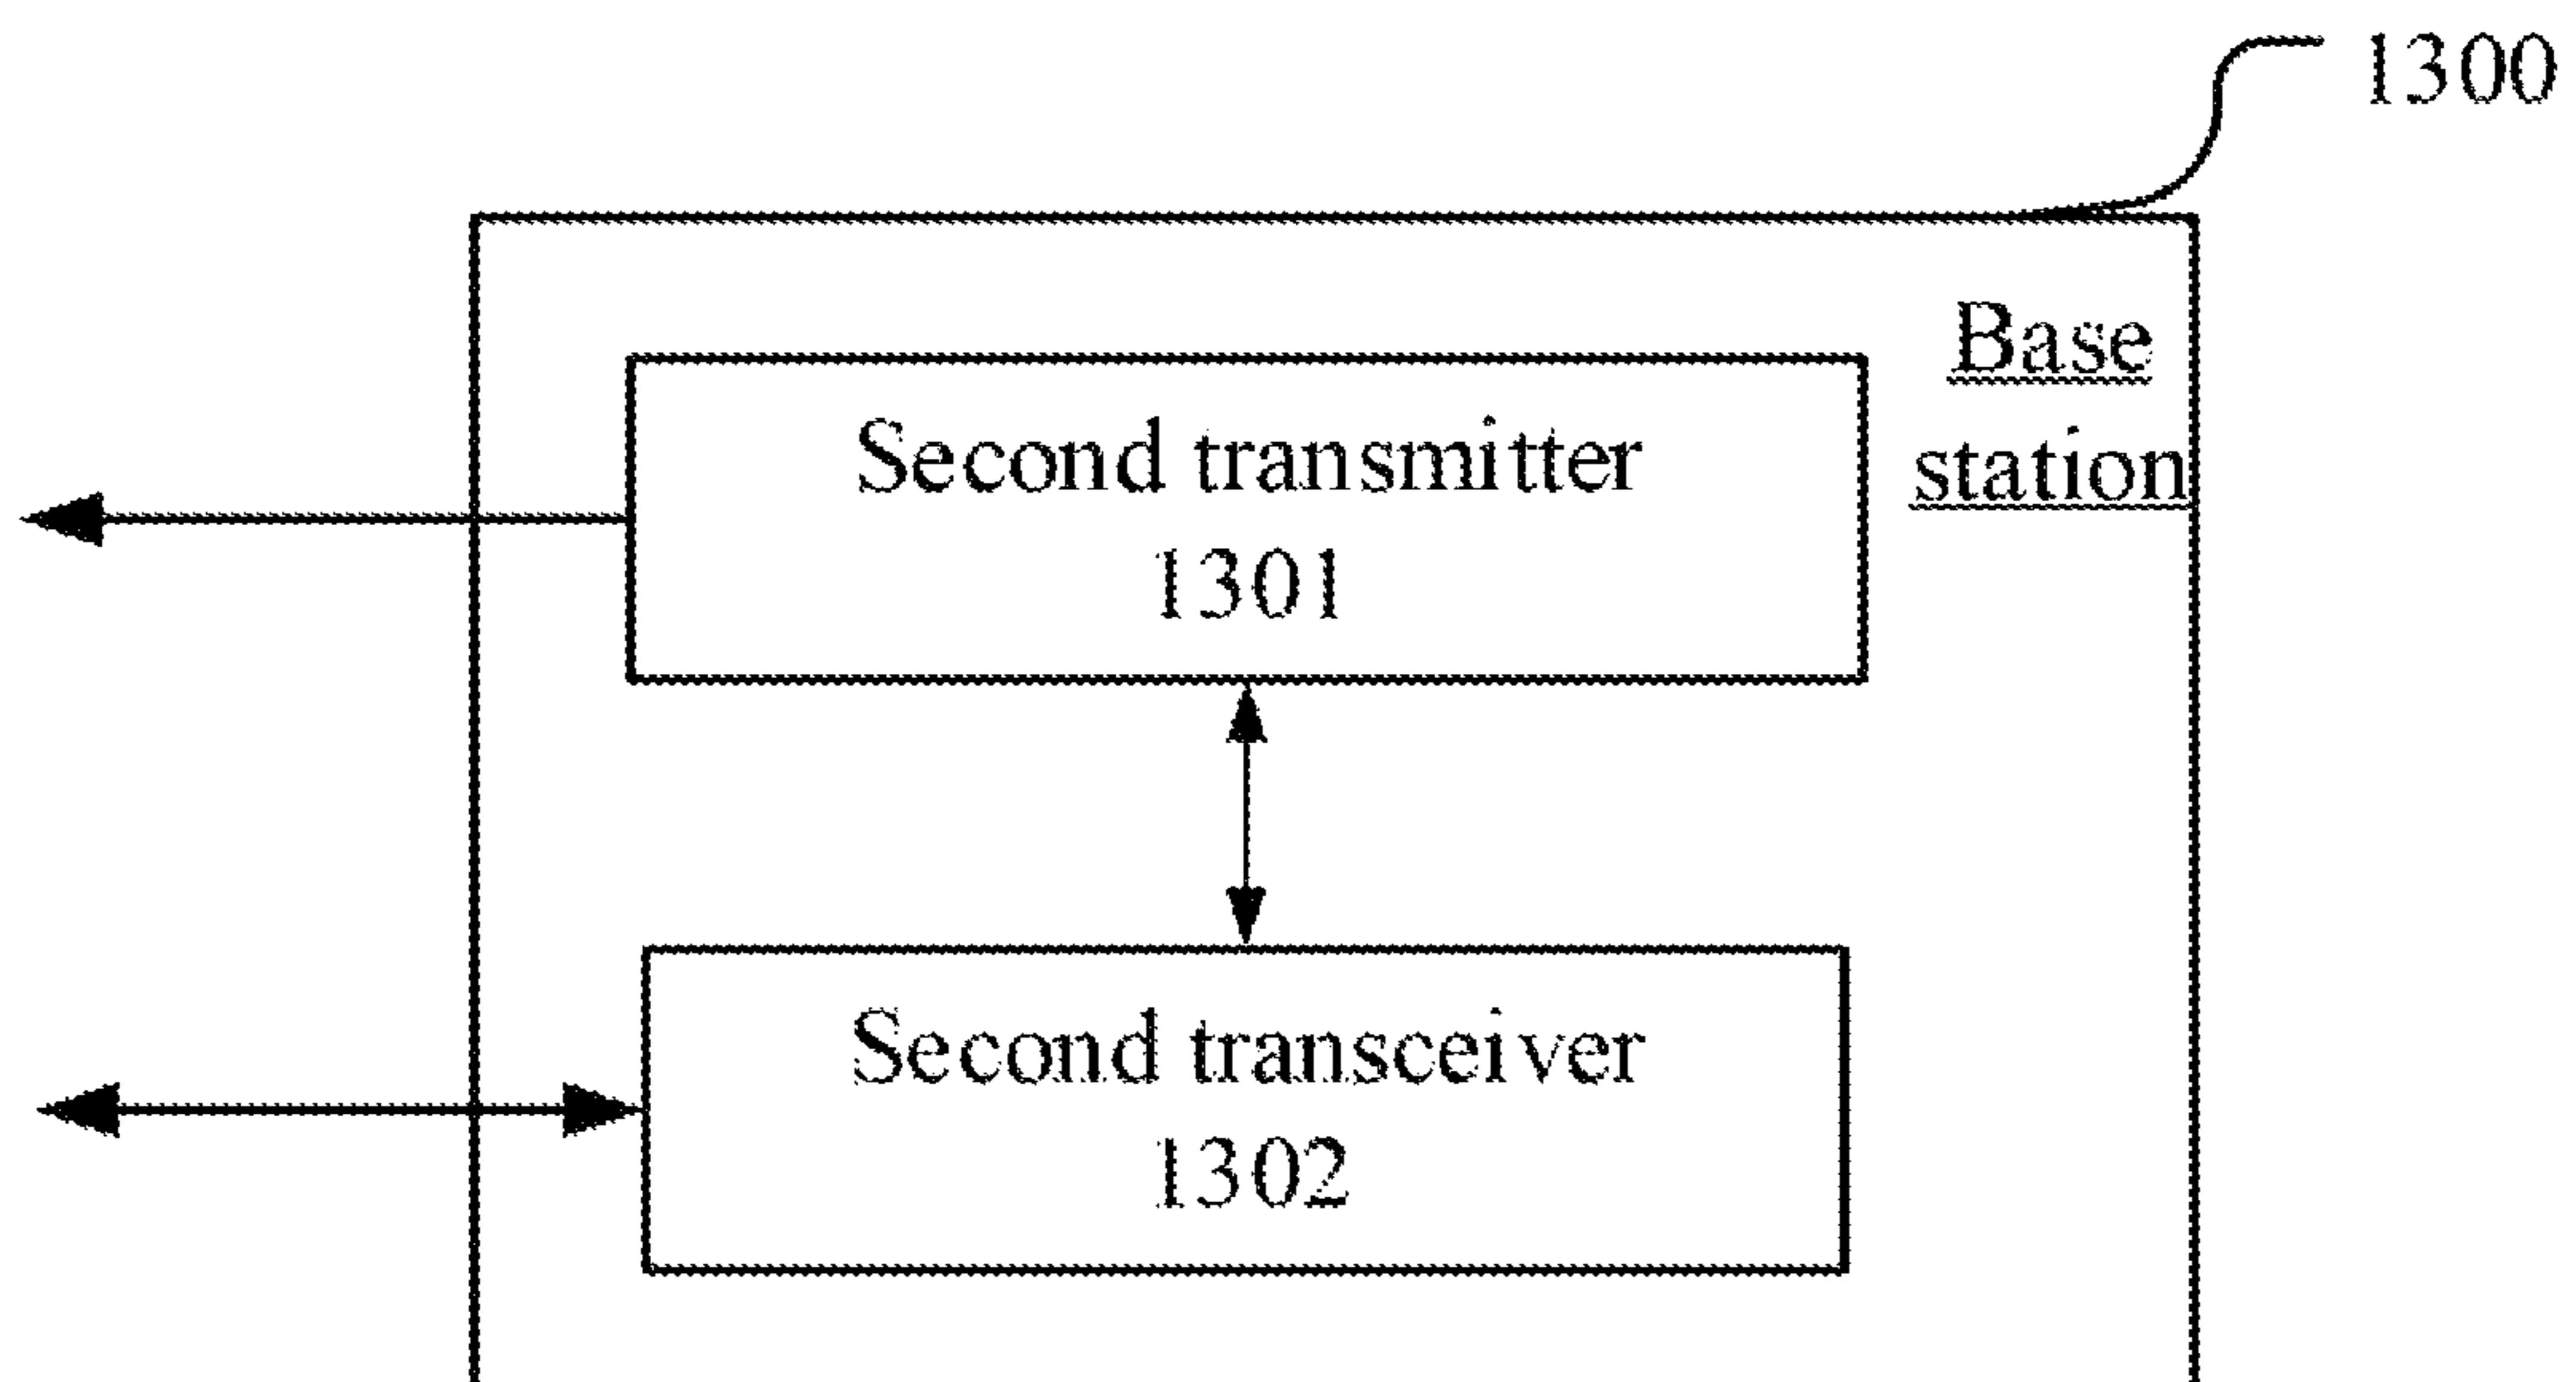 1300
Base
station
Second transmitter
1301
Second transceiver
1302